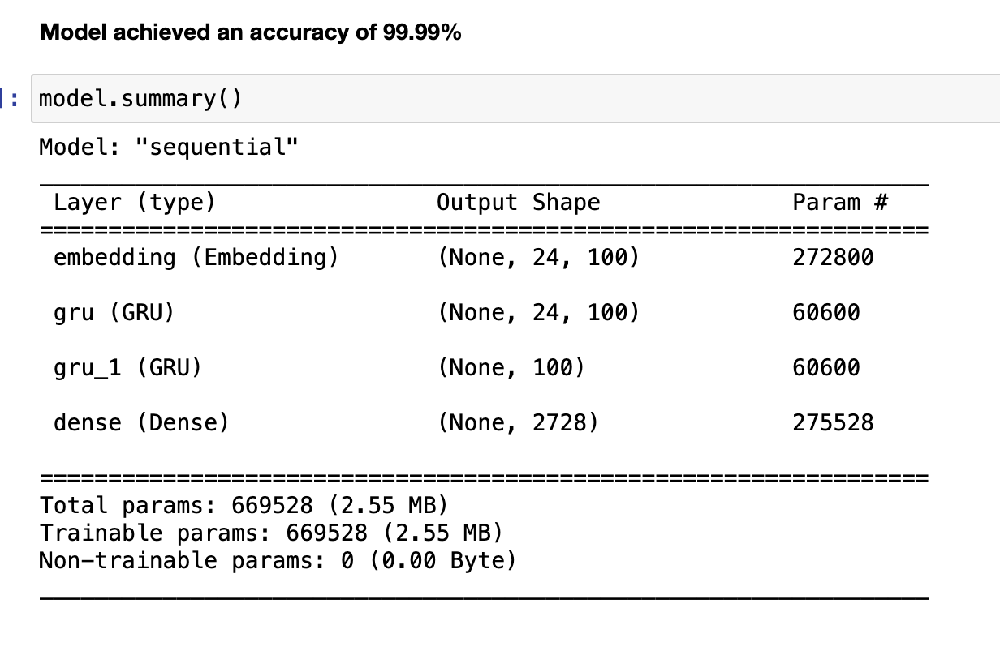 Model achieved an accuracy of 99.99%
]: model.summary()
Model: "sequential"
_________________________________________________________________
Layer (type) Output Shape Param #
=================================================================
embedding (Embedding) (None, 24, 100) 272800
gru (GRU) (None, 24, 100) 60600
gru_1 (GRU) (None, 100) 60600
dense (Dense) (None, 2728) 275528
=================================================================
Total params: 669528 (2.55 MB)
Trainable params: 669528 (2.55 MB)
Non-trainable params: 0 (0.00 Byte)
_________________________________________________________________